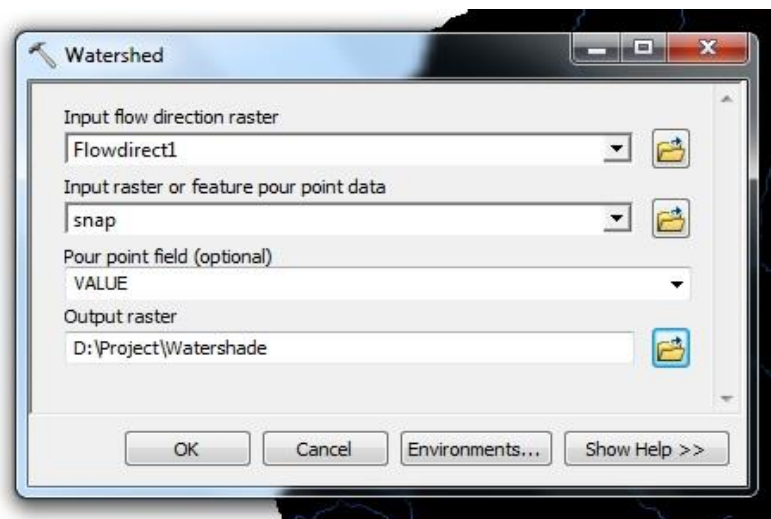 Watershed
Input flow direction raster
Flowdirect1
Input raster or feature pour point data
snap
Pour point field (optional)
VALUE
Output raster
D:\Project\Watershade
OK Cancel Environments... Show Help >>